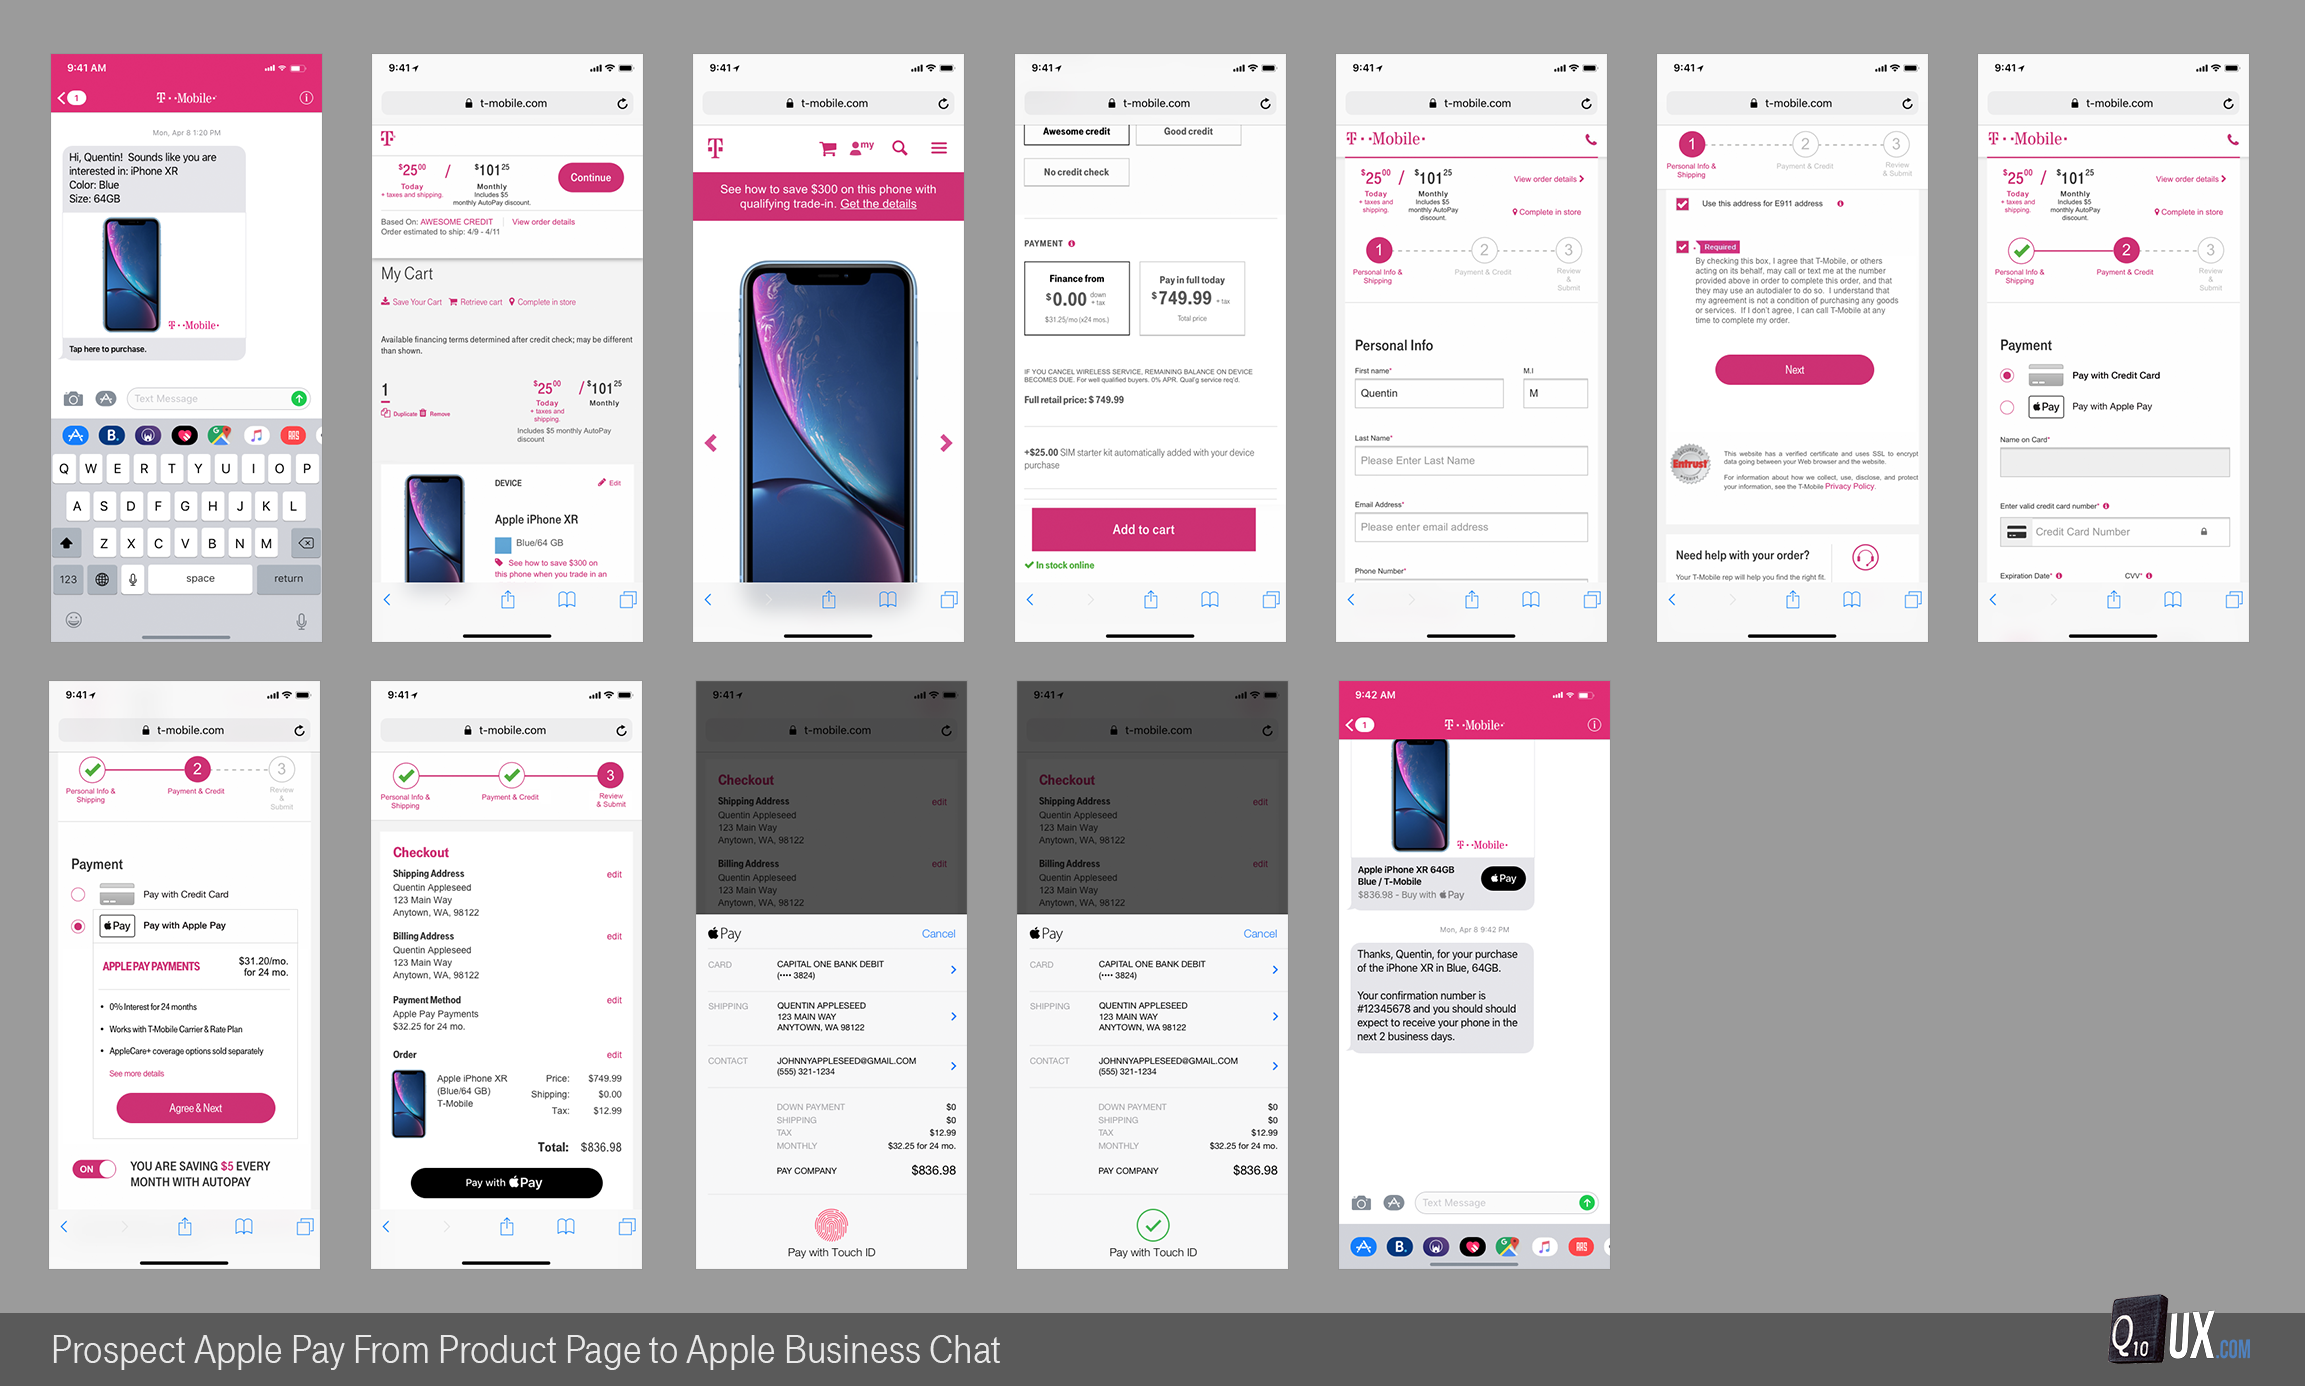 9:41 AM
1
T··Mobile·
Mon, Apr 8 1:20 PM
Hi, Quentin! Sounds like you are
interested in: iPhone XR
Color: Blue
Size: 64GB
T··Mobile·
Tap here to purchase.
Text Message
B.
ARS
Q W E R T Y U I O P
A S D F G H J K L
Z X C V B N M
123
space
return
9:41
t-mobile.com
T
$25.00 / $101.25
Continue
Today
Monthly
+ taxes and shipping.
Includes $5
monthly AutoPay discount.
Based On: AWESOME CREDIT
View order details
Order estimated to ship: 4/9 - 4/11
My Cart
Save Your Cart
Retrieve cart
Complete in store
Available financing terms determined after credit check; may be different
than shown.
1
$25.00 / $101.25
Today
Monthly
+ taxes and
shipping.
Duplicate
Remove
Includes $5 monthly AutoPay
discount
DEVICE
Edit
Apple iPhone XR
Blue/64 GB
See how to save $300 on
this phone when you trade in an
9:41
t-mobile.com
T
my
See how to save $300 on this phone with
qualifying trade-in. Get the details
9:41
t-mobile.com
Awesome credit
Good credit
No credit check
PAYMENT
Finance from
$0.00 down + tax
$31.25/mo (x24 mos.)
Pay in full today
$749.99 + tax
Total price
IF YOU CANCEL WIRELESS SERVICE, REMAINING BALANCE ON DEVICE
BECOMES DUE. For well qualified buyers. 0% APR. Qual'g service req'd.
Full retail price: $ 749.99
+$25.00 SIM starter kit automatically added with your device
purchase
Add to cart
In stock online
9:41
t-mobile.com
T··Mobile·
$25.00 / $101.25
View order details
Today
Monthly
+ taxes and
shipping.
Includes $5
monthly AutoPay
discount.
Complete in store
1
2
3
Personal Info &
Shipping
Payment & Credit
Review
&
Submit
Personal Info
First name*
M.I
Quentin
M
Last Name*
Please Enter Last Name
Email Address*
Please enter email address
Phone Number*
9:41
t-mobile.com
1
2
3
Personal Info &
Shipping
Payment & Credit
Review
& Submit
Use this address for E911 address
Required
By checking this box, I agree that T-Mobile, or others
acting on its behalf, may call or text me at the number
provided above in order to complete this order, and that
they may use an autodialer to do so. I understand that
my agreement is not a condition of purchasing any goods
or services. If I don't agree, I can call T-Mobile at any
time to complete my order.
Next
Entrust
This website has a verified certificate and uses SSL to encrypt
data going between your Web browser and the website.
For information about how we collect, use, disclose, and protect
your information, see the T-Mobile Privacy Policy.
Need help with your order?
Your T-Mobile rep will help you find the right fit.
9:41
t-mobile.com
T··Mobile·
$25.00 / $101.25
View order details
Today
Monthly
+ taxes and
shipping.
Includes $5
monthly AutoPay
discount.
Complete in store
2
3
Personal Info &
Shipping
Payment & Credit
Review
&
Submit
Payment
Pay with Credit Card
Pay
Pay with Apple Pay
Name on Card*
Enter valid credit card number*
Credit Card Number
Expiration Date*
CVV*
9:41
t-mobile.com
2
3
Personal Info &
Shipping
Payment & Credit
Review
&
Submit
Payment
Pay with Credit Card
Pay
Pay with Apple Pay
APPLE PAY PAYMENTS
$31.20/mo.
for 24 mo.
• 0% Interest for 24 months
• Works with T-Mobile Carrier & Rate Plan
• AppleCare+ coverage options sold separately
See more details
Agree & Next
ON
YOU ARE SAVING $5 EVERY
MONTH WITH AUTOPAY
9:41
t-mobile.com
3
Personal Info &
Shipping
Payment & Credit
Review
& Submit
Checkout
Shipping Address
edit
Quentin Appleseed
123 Main Way
Anytown, WA, 98122
Billing Address
edit
Quentin Appleseed
123 Main Way
Anytown, WA, 98122
Payment Method
edit
Apple Pay Payments
$32.25 for 24 mo.
Order
edit
Apple iPhone XR
(Blue/64 GB)
T-Mobile
Price: $749.99
Shipping: $0.00
Tax: $12.99
Total: $836.98
Pay with Pay
9:41
t-mobile.com
Checkout
Shipping Address
edit
Quentin Appleseed
123 Main Way
Anytown, WA, 98122
Billing Address
edit
Quentin Appleseed
123 Main Way
Anytown, WA, 98122
Pay
Cancel
CARD
CAPITAL ONE BANK DEBIT
(•••• 3824)
SHIPPING
QUENTIN APPLESEED
123 MAIN WAY
ANYTOWN, WA 98122
CONTACT
JOHNNYAPPLESEED@GMAIL.COM
(555) 321-1234
DOWN PAYMENT $0
SHIPPING $0
TAX $12.99
MONTHLY $32.25 for 24 mo.
PAY COMPANY $836.98
Pay with Touch ID
9:41
t-mobile.com
Checkout
Shipping Address
edit
Quentin Appleseed
123 Main Way
Anytown, WA, 98122
Billing Address
edit
Quentin Appleseed
123 Main Way
Anytown, WA, 98122
Pay
Cancel
CARD
CAPITAL ONE BANK DEBIT
(•••• 3824)
SHIPPING
QUENTIN APPLESEED
123 MAIN WAY
ANYTOWN, WA 98122
CONTACT
JOHNNYAPPLESEED@GMAIL.COM
(555) 321-1234
DOWN PAYMENT $0
SHIPPING $0
TAX $12.99
MONTHLY $32.25 for 24 mo.
PAY COMPANY $836.98
Pay with Touch ID
9:42 AM
1
T··Mobile·
T··Mobile·
Apple iPhone XR 64GB
Blue / T-Mobile
$836.98 - Buy with Pay
Pay
Mon, Apr 8 9:42 PM
Thanks, Quentin, for your purchase
of the iPhone XR in Blue, 64GB.
Your confirmation number is
#12345678 and you should should
expect to receive your phone in the
next 2 business days.
Text Message
B.
ARS
Prospect Apple Pay From Product Page to Apple Business Chat
Q10 UX.COM